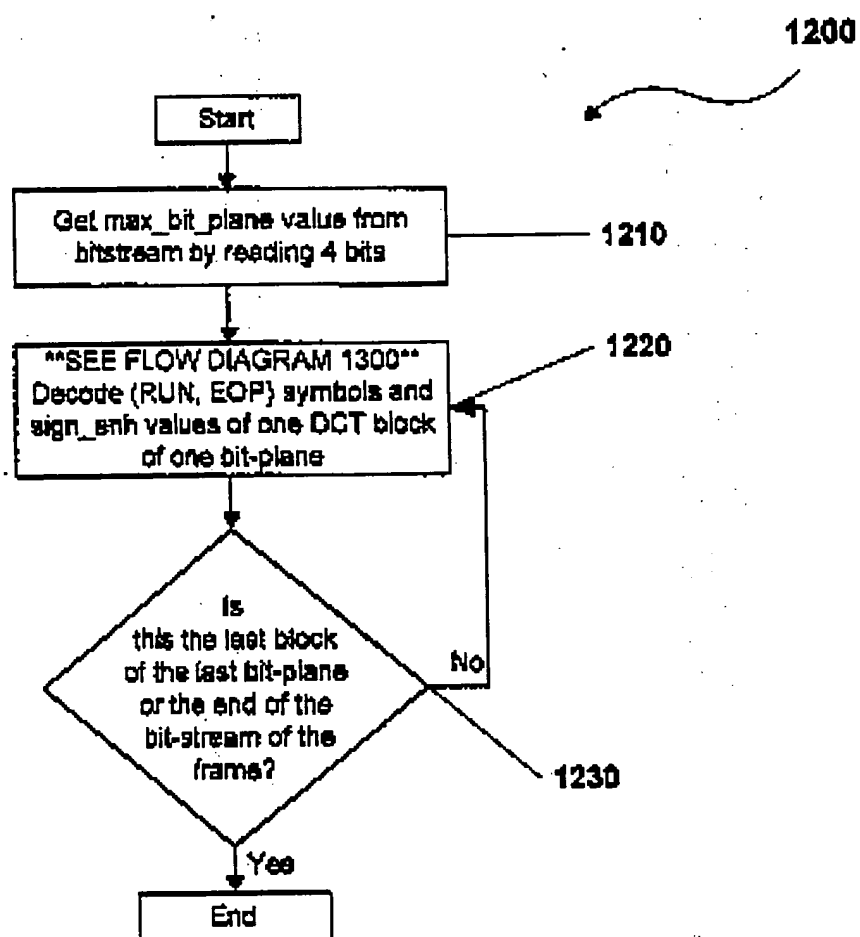 1200
Start
Get max_bit_plane value from
bitstream by reading 4 bits
1210
**SEE FLOW DIAGRAM 1300**
Decode (RUN, EOP) symbols and
sign_enh values of one DCT block
of one bit-plane
1220
Is
this the last block
of the last bit-plane
or the end of the
bit-stream of the
frame?
No
1230
Yes
End